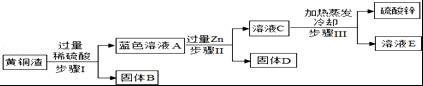 黄铜渣
过量
稀硫酸
步骤I
蓝色溶液A
固体B
过量Zn
步骤II
溶液C
固体D
加热蒸发
冷却
步骤III
硫酸锌
溶液E